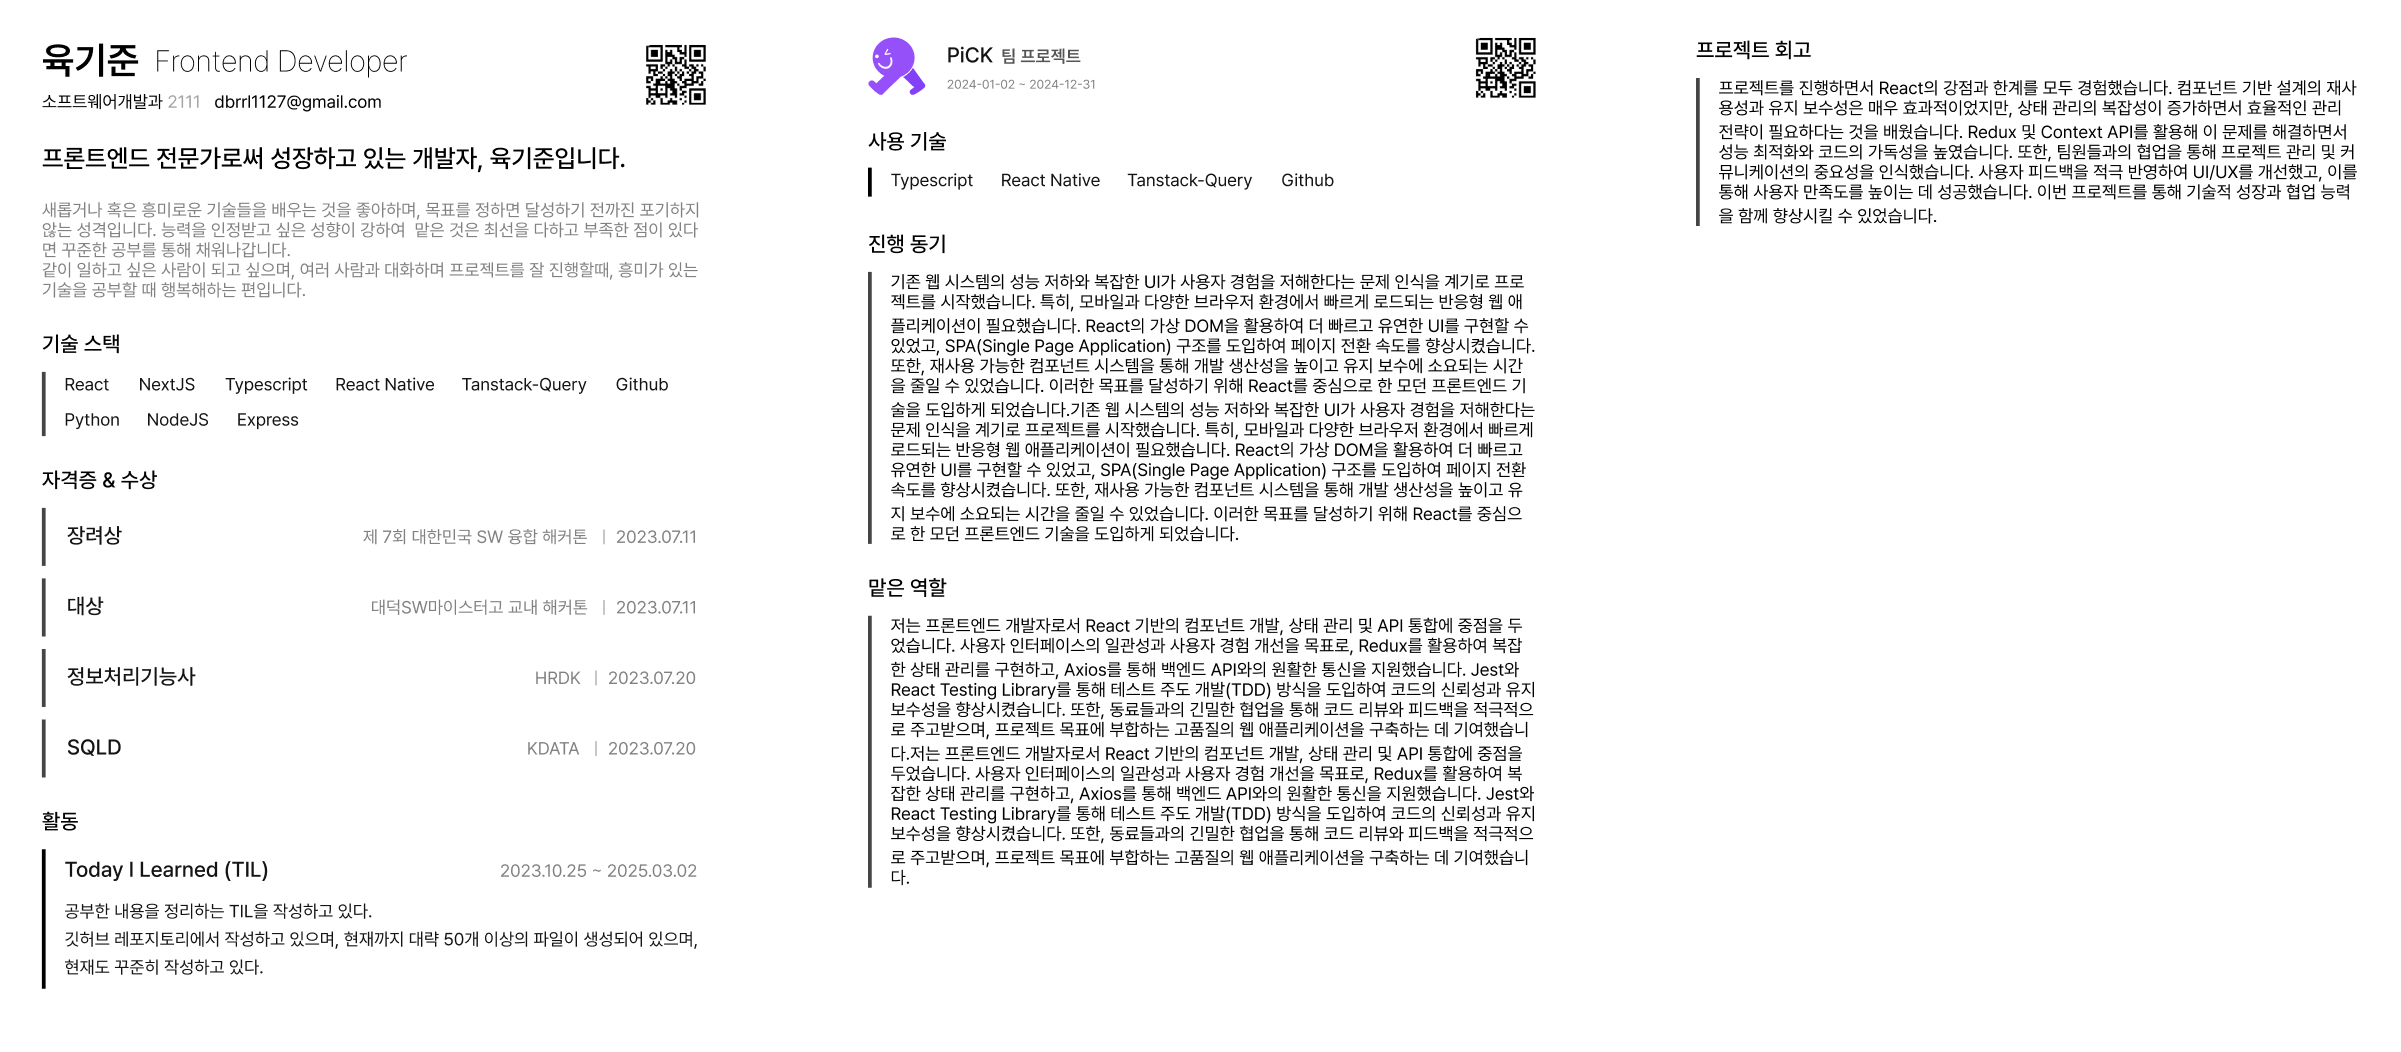 육기준 Frontend Developer
소프트웨어개발과 2111 dbrrl1127@gmail.com
프론트엔드 전문가로써 성장하고 있는 개발자, 육기준입니다.
새롭거나 혹은 흥미로운 기술들을 배우는 것을 좋아하며, 목표를 정하면 달성하기 전까진 포기하지
않는 성격입니다. 능력을 인정받고 싶은 성향이 강하여 맡은 것은 최선을 다하고 부족한 점이 있다
면 꾸준한 공부를 통해 채워나갑니다.
같이 일하고 싶은 사람이 되고 싶으며, 여러 사람과 대화하며 프로젝트를 잘 진행할때, 흥미가 있는
기술을 공부할 때 행복해하는 편입니다.
기술 스택
React NextJS Typescript React Native Tanstack-Query Github
Python NodeJS Express
자격증 & 수상
장려상 제 7회 대한민국 SW 융합 해커톤 | 2023.07.11
대상 대덕SW마이스터고 교내 해커톤 | 2023.07.11
정보처리기능사 HRDK | 2023.07.20
SQLD KDATA | 2023.07.20
활동
Today I Learned (TIL) 2023.10.25 ~ 2025.03.02
공부한 내용을 정리하는 TIL을 작성하고 있다.
깃허브 레포지토리에서 작성하고 있으며, 현재까지 대략 50개 이상의 파일이 생성되어 있으며,
현재도 꾸준히 작성하고 있다.
PiCK 팀 프로젝트
2024-01-02 ~ 2024-12-31
사용 기술
Typescript React Native Tanstack-Query Github
진행 동기
기존 웹 시스템의 성능 저하와 복잡한 UI가 사용자 경험을 저해한다는 문제 인식을 계기로 프로
젝트를 시작했습니다. 특히, 모바일과 다양한 브라우저 환경에서 빠르게 로드되는 반응형 웹 애
플리케이션이 필요했습니다. React의 가상 DOM을 활용하여 더 빠르고 유연한 UI를 구현할 수
있었고, SPA(Single Page Application) 구조를 도입하여 페이지 전환 속도를 향상시켰습니다.
또한, 재사용 가능한 컴포넌트 시스템을 통해 개발 생산성을 높이고 유지 보수에 소요되는 시간
을 줄일 수 있었습니다. 이러한 목표를 달성하기 위해 React를 중심으로 한 모던 프론트엔드 기
술을 도입하게 되었습니다.기존 웹 시스템의 성능 저하와 복잡한 UI가 사용자 경험을 저해한다는
문제 인식을 계기로 프로젝트를 시작했습니다. 특히, 모바일과 다양한 브라우저 환경에서 빠르게
로드되는 반응형 웹 애플리케이션이 필요했습니다. React의 가상 DOM을 활용하여 더 빠르고
유연한 UI를 구현할 수 있었고, SPA(Single Page Application) 구조를 도입하여 페이지 전환
속도를 향상시켰습니다. 또한, 재사용 가능한 컴포넌트 시스템을 통해 개발 생산성을 높이고 유
지 보수에 소요되는 시간을 줄일 수 있었습니다. 이러한 목표를 달성하기 위해 React를 중심으
로 한 모던 프론트엔드 기술을 도입하게 되었습니다.
맡은 역할
저는 프론트엔드 개발자로서 React 기반의 컴포넌트 개발, 상태 관리 및 API 통합에 중점을 두
었습니다. 사용자 인터페이스의 일관성과 사용자 경험 개선을 목표로, Redux를 활용하여 복잡
한 상태 관리를 구현하고, Axios를 통해 백엔드 API와의 원활한 통신을 지원했습니다. Jest와
React Testing Library를 통해 테스트 주도 개발(TDD) 방식을 도입하여 코드의 신뢰성과 유지
보수성을 향상시켰습니다. 또한, 동료들과의 긴밀한 협업을 통해 코드 리뷰와 피드백을 적극적으
로 주고받으며, 프로젝트 목표에 부합하는 고품질의 웹 애플리케이션을 구축하는 데 기여했습니
다.저는 프론트엔드 개발자로서 React 기반의 컴포넌트 개발, 상태 관리 및 API 통합에 중점을
두었습니다. 사용자 인터페이스의 일관성과 사용자 경험 개선을 목표로, Redux를 활용하여 복
잡한 상태 관리를 구현하고, Axios를 통해 백엔드 API와의 원활한 통신을 지원했습니다. Jest와
React Testing Library를 통해 테스트 주도 개발(TDD) 방식을 도입하여 코드의 신뢰성과 유지
보수성을 향상시켰습니다. 또한, 동료들과의 긴밀한 협업을 통해 코드 리뷰와 피드백을 적극적으
로 주고받으며, 프로젝트 목표에 부합하는 고품질의 웹 애플리케이션을 구축하는 데 기여했습니
다.
프로젝트 회고
프로젝트를 진행하면서 React의 강점과 한계를 모두 경험했습니다. 컴포넌트 기반 설계의 재사
용성과 유지 보수성은 매우 효과적이었지만, 상태 관리의 복잡성이 증가하면서 효율적인 관리
전략이 필요하다는 것을 배웠습니다. Redux 및 Context API를 활용해 이 문제를 해결하면서
성능 최적화와 코드의 가독성을 높였습니다. 또한, 팀원들과의 협업을 통해 프로젝트 관리 및 커
뮤니케이션의 중요성을 인식했습니다. 사용자 피드백을 적극 반영하여 UI/UX를 개선했고, 이를
통해 사용자 만족도를 높이는 데 성공했습니다. 이번 프로젝트를 통해 기술적 성장과 협업 능력
을 함께 향상시킬 수 있었습니다.